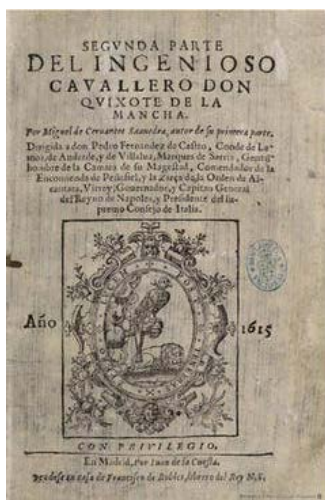 SEGVNDA PARTE
DEL INGENIOSO
CAVALLERO DON
QVIXOTE DE LA
MANCHA.
Por Miguel de Ceruantes Saauedra, autor de su primera parte.
Dirigida a don Pedro Fernandez de Castro, Conde de Le-
mos, de Andrade, y de Villalua, Marques de Sarria, Gentil-
hombre de la Camara de su Magestad, Comendador de la
Encomienda de Peñafiel, y la Zarça de la Orden de Al-
cantara, Virrey, Gouernador, y Capitan General
del Reyno de Napoles, y Presidente del su-
premo Consejo de Italia.
Año 1615
CON PRIVILEGIO,
En Madrid, Por Iuan de la Cuesta.
Vendese en casa de Francisco de Robles, librero del Rey N.S.